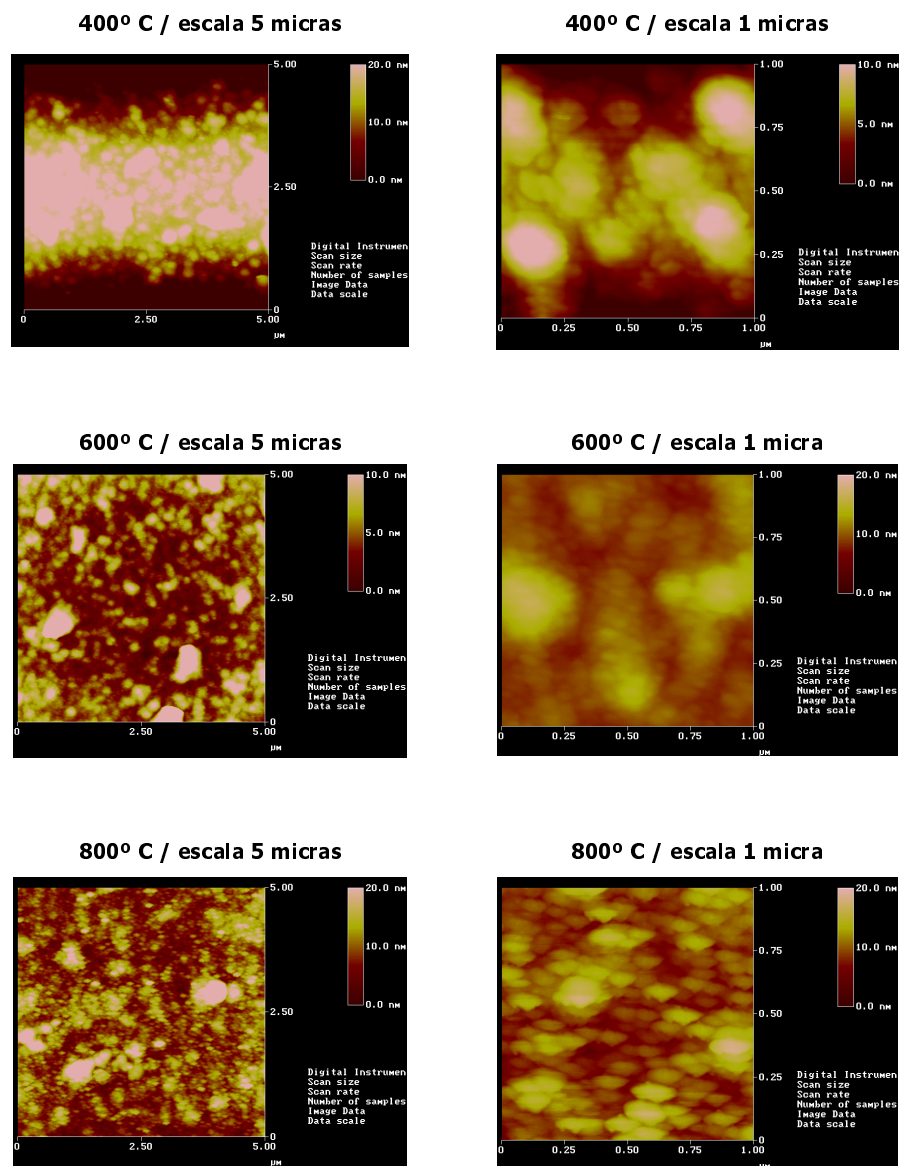 400º C / escala 5 micras
5.00
2.50
0
0
2.50
5.00
µM
20.0 nM
10.0 nM
0.0 nM
Digital Instrumen
Scan size
Scan rate
Number of samples
Image Data
Data scale
400º C / escala 1 micras
1.00
0.75
0.50
0.25
0
0
0.25
0.50
0.75
1.00
µM
10.0 nM
5.0 nM
0.0 nM
Digital Instrumen
Scan size
Scan rate
Number of samples
Image Data
Data scale
600º C / escala 5 micras
5.00
2.50
0
0
2.50
5.00
µM
10.0 nM
5.0 nM
0.0 nM
Digital Instrumen
Scan size
Scan rate
Number of samples
Image Data
Data scale
600º C / escala 1 micra
1.00
0.75
0.50
0.25
0
0
0.25
0.50
0.75
1.00
µM
20.0 nM
10.0 nM
0.0 nM
Digital Instrumen
Scan size
Scan rate
Number of samples
Image Data
Data scale
800º C / escala 5 micras
5.00
2.50
0
0
2.50
5.00
µM
20.0 nM
10.0 nM
0.0 nM
Digital Instrumen
Scan size
Scan rate
Number of samples
Image Data
Data scale
800º C / escala 1 micra
1.00
0.75
0.50
0.25
0
0
0.25
0.50
0.75
1.00
µM
20.0 nM
10.0 nM
0.0 nM
Digital Instrumen
Scan size
Scan rate
Number of samples
Image Data
Data scale